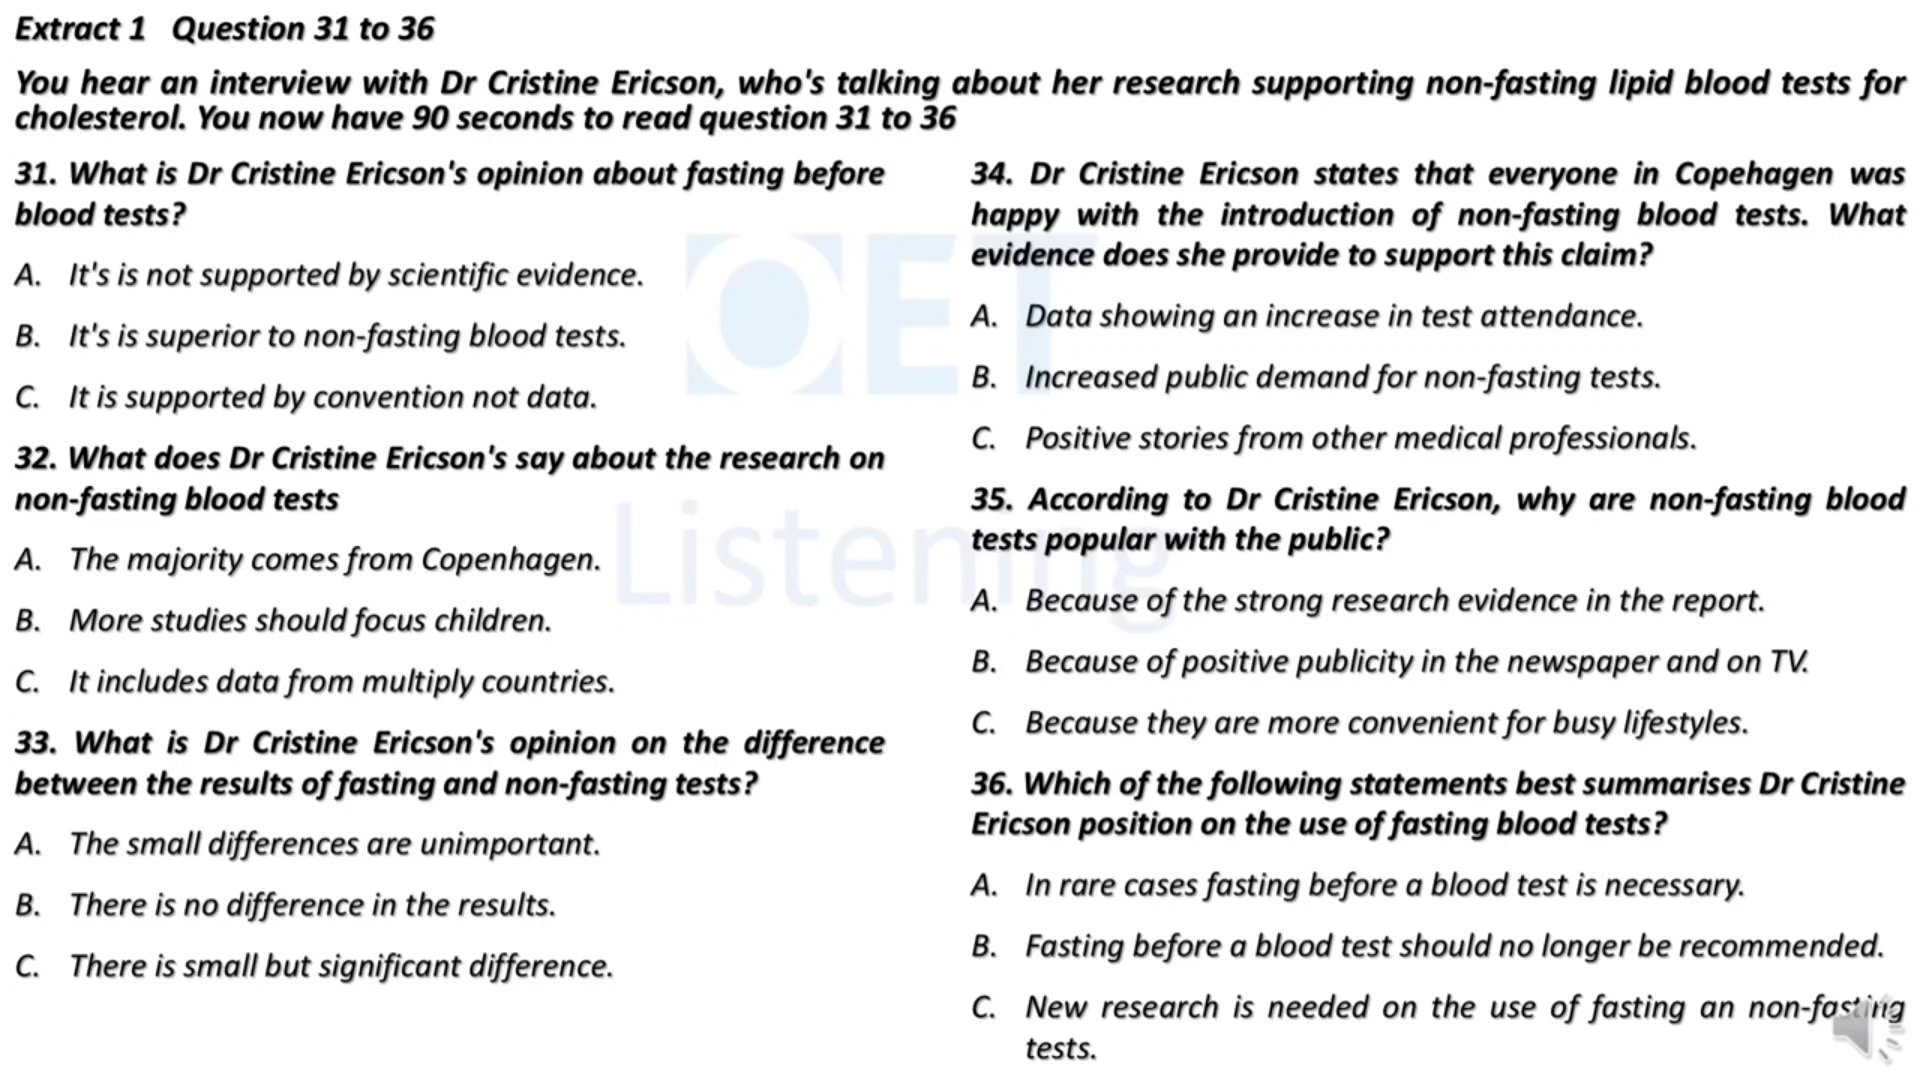 Extract 1 Question 31 to 36
You hear an interview with Dr Cristine Ericson, who's talking about her research supporting non-fasting lipid blood tests for
cholesterol. You now have 90 seconds to read question 31 to 36
31. What is Dr Cristine Ericson's opinion about fasting before
blood tests?
A. It's is not supported by scientific evidence.
B. It's is superior to non-fasting blood tests.
C. It is supported by convention not data.
32. What does Dr Cristine Ericson's say about the research on
non-fasting blood tests
A. The majority comes from Copenhagen.
B. More studies should focus children.
C. It includes data from multiply countries.
33. What is Dr Cristine Ericson's opinion on the difference
between the results of fasting and non-fasting tests?
A. The small differences are unimportant.
B. There is no difference in the results.
C. There is small but significant difference.
34. Dr Cristine Ericson states that everyone in Copehagen was
happy with the introduction of non-fasting blood tests. What
evidence does she provide to support this claim?
A. Data showing an increase in test attendance.
B. Increased public demand for non-fasting tests.
C. Positive stories from other medical professionals.
35. According to Dr Cristine Ericson, why are non-fasting blood
tests popular with the public?
A. Because of the strong research evidence in the report.
B. Because of positive publicity in the newspaper and on TV.
C. Because they are more convenient for busy lifestyles.
36. Which of the following statements best summarises Dr Cristine
Ericson position on the use of fasting blood tests?
A. In rare cases fasting before a blood test is necessary.
B. Fasting before a blood test should no longer be recommended.
C. New research is needed on the use of fasting an non-fasting
tests.
OET
Listening